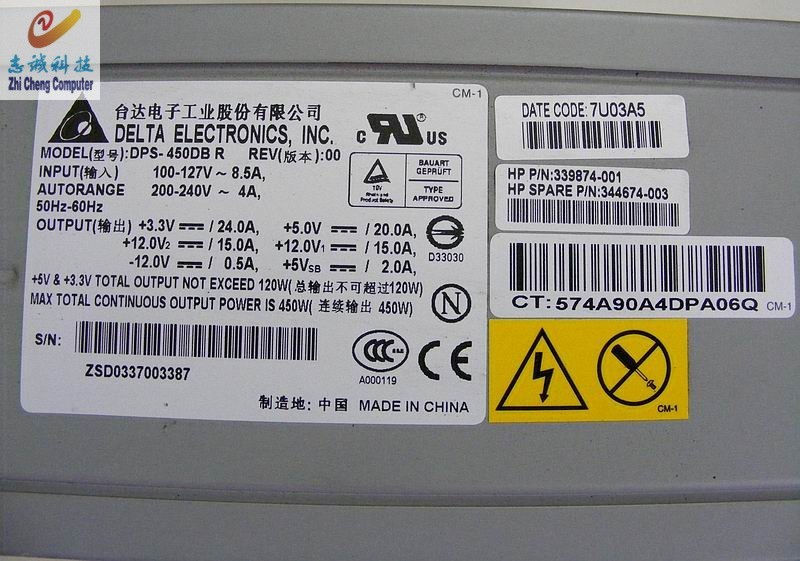 志诚科技
Zhi Cheng Computer
CM-1
台达电子工业股份有限公司
DELTA ELECTRONICS, INC.
MODEL(型号):DPS-450DB R REV(版本):00
INPUT(输入) 100-127V ~ 8.5A,
AUTORANGE 200-240V ~ 4A,
50Hz-60Hz
OUTPUT(输出) +3.3V / 24.0A, +5.0V / 20.0A,
+12.0V2 / 15.0A, +12.0V1 / 15.0A,
-12.0V / 0.5A, +5VSB / 2.0A,
+5V & +3.3V TOTAL OUTPUT NOT EXCEED 120W(总输出不可超过120W)
MAX TOTAL CONTINUOUS OUTPUT POWER IS 450W( 连续输出 450W)
S/N:
ZSD0337003387
c RU US
®
TÜV
Rheinland
Product Safety
BAUART
GEPRÜFT
TYPE
APPROVED
D33030
N
CCC
A000119
CE
制造地: 中国 MADE IN CHINA
DATE CODE: 7U03A5
HP P/N:339874-001
HP SPARE P/N:344674-003
CT: 574A90A4DPA06Q CM-1
CM-1